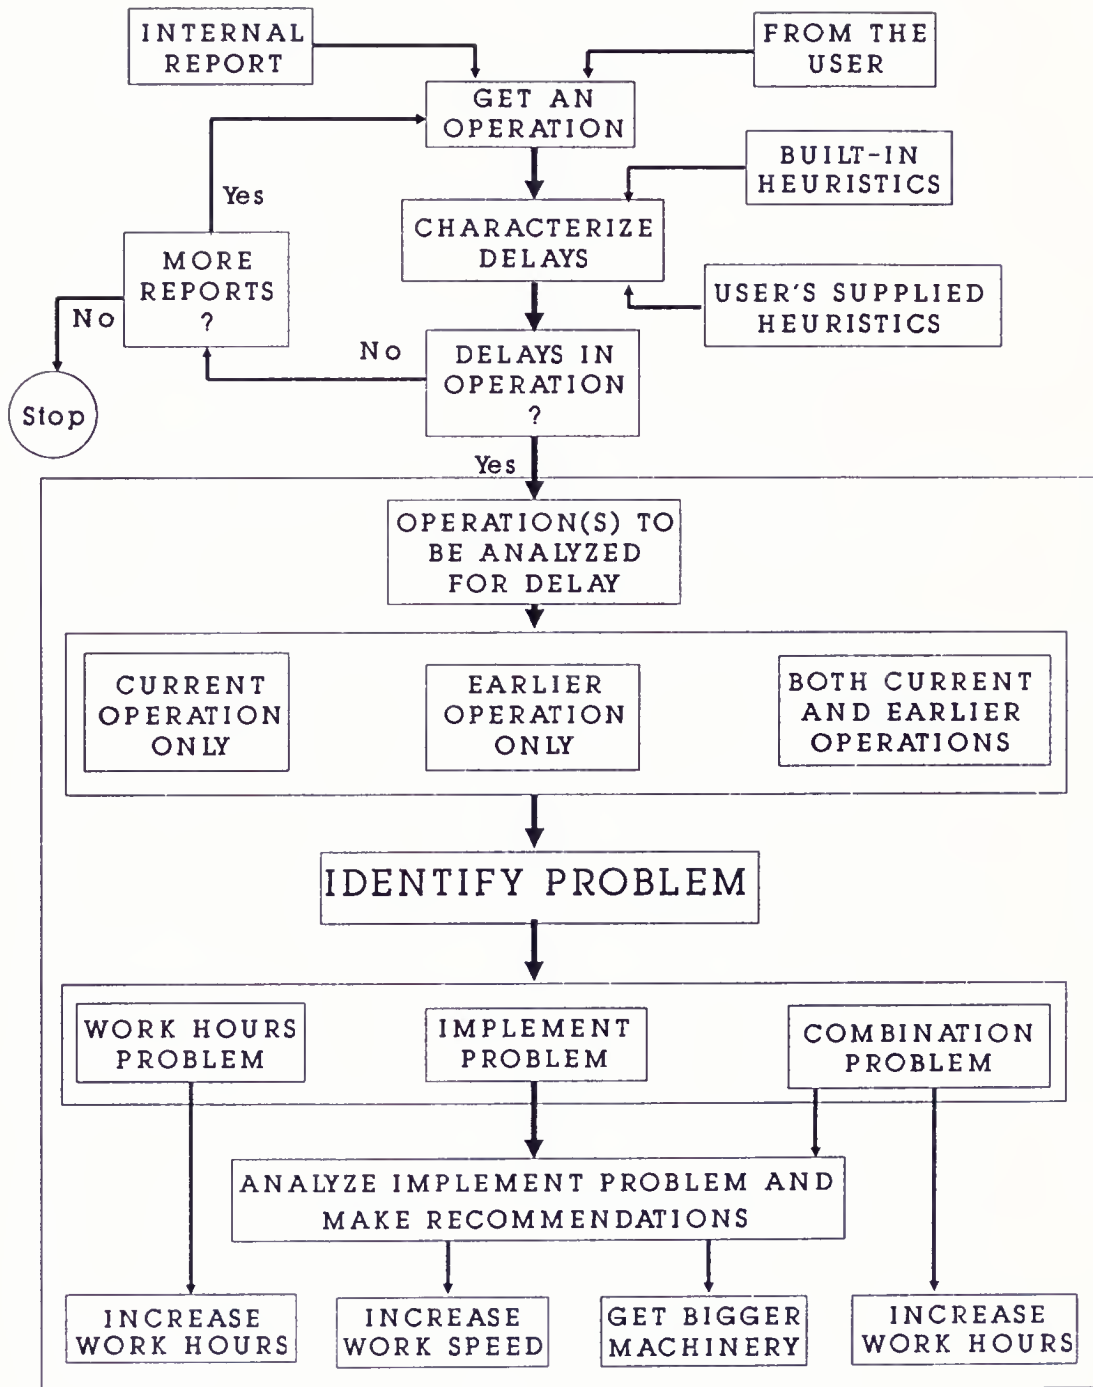 INTERNAL
REPORT
FROM THE
USER
GET AN
OPERATION
BUILT-IN
HEURISTICS
Yes
CHARACTERIZE
DELAYS
MORE
REPORTS
?
USER'S SUPPLIED
HEURISTICS
No
No
DELAYS IN
OPERATION
?
Stop
Yes
OPERATION(S) TO
BE ANALYZED
FOR DELAY
CURRENT
OPERATION
ONLY
EARLIER
OPERATION
ONLY
BOTH CURRENT
AND EARLIER
OPERATIONS
IDENTIFY PROBLEM
WORK HOURS
PROBLEM
IMPLEMENT
PROBLEM
COMBINATION
PROBLEM
ANALYZE IMPLEMENT PROBLEM AND
MAKE RECOMMENDATIONS
INCREASE
WORK HOURS
INCREASE
WORK SPEED
GET BIGGER
MACHINERY
INCREASE
WORK HOURS